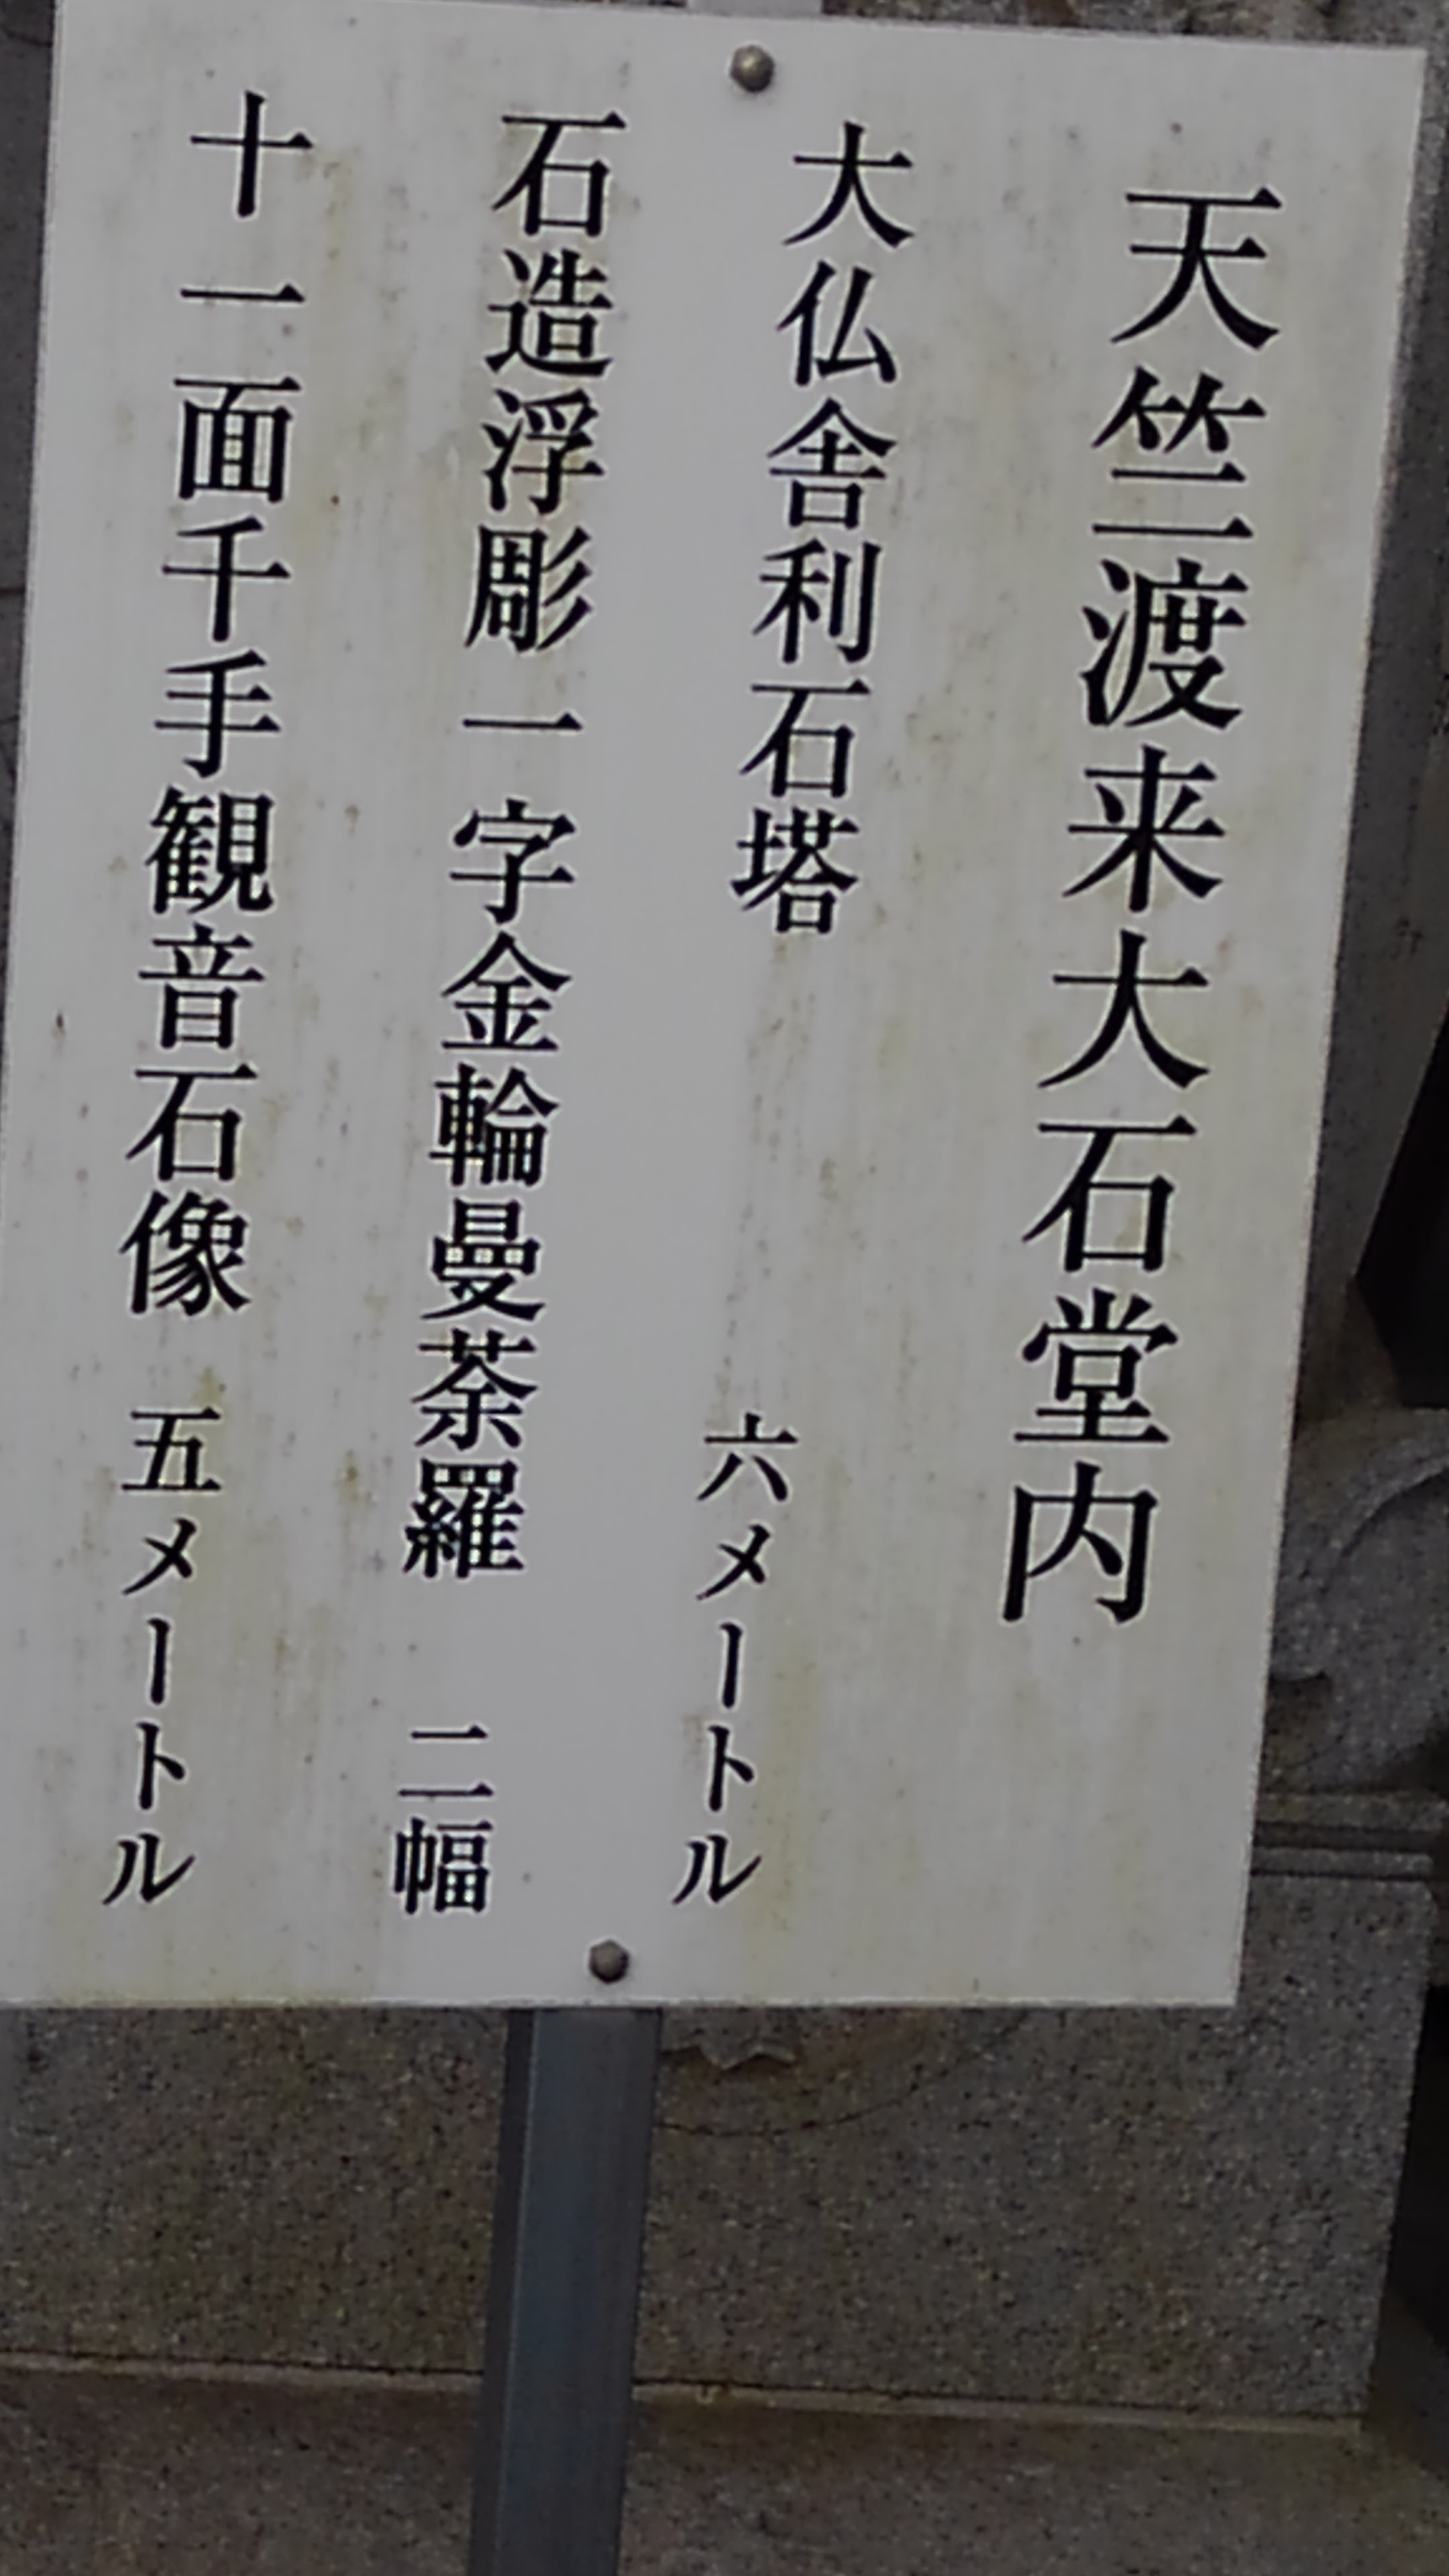 天竺渡来大石堂内
大仏舎利石塔 六メートル
石造浮彫一字金輪曼荼羅 二幅
十一面千手観音石像 五メートル